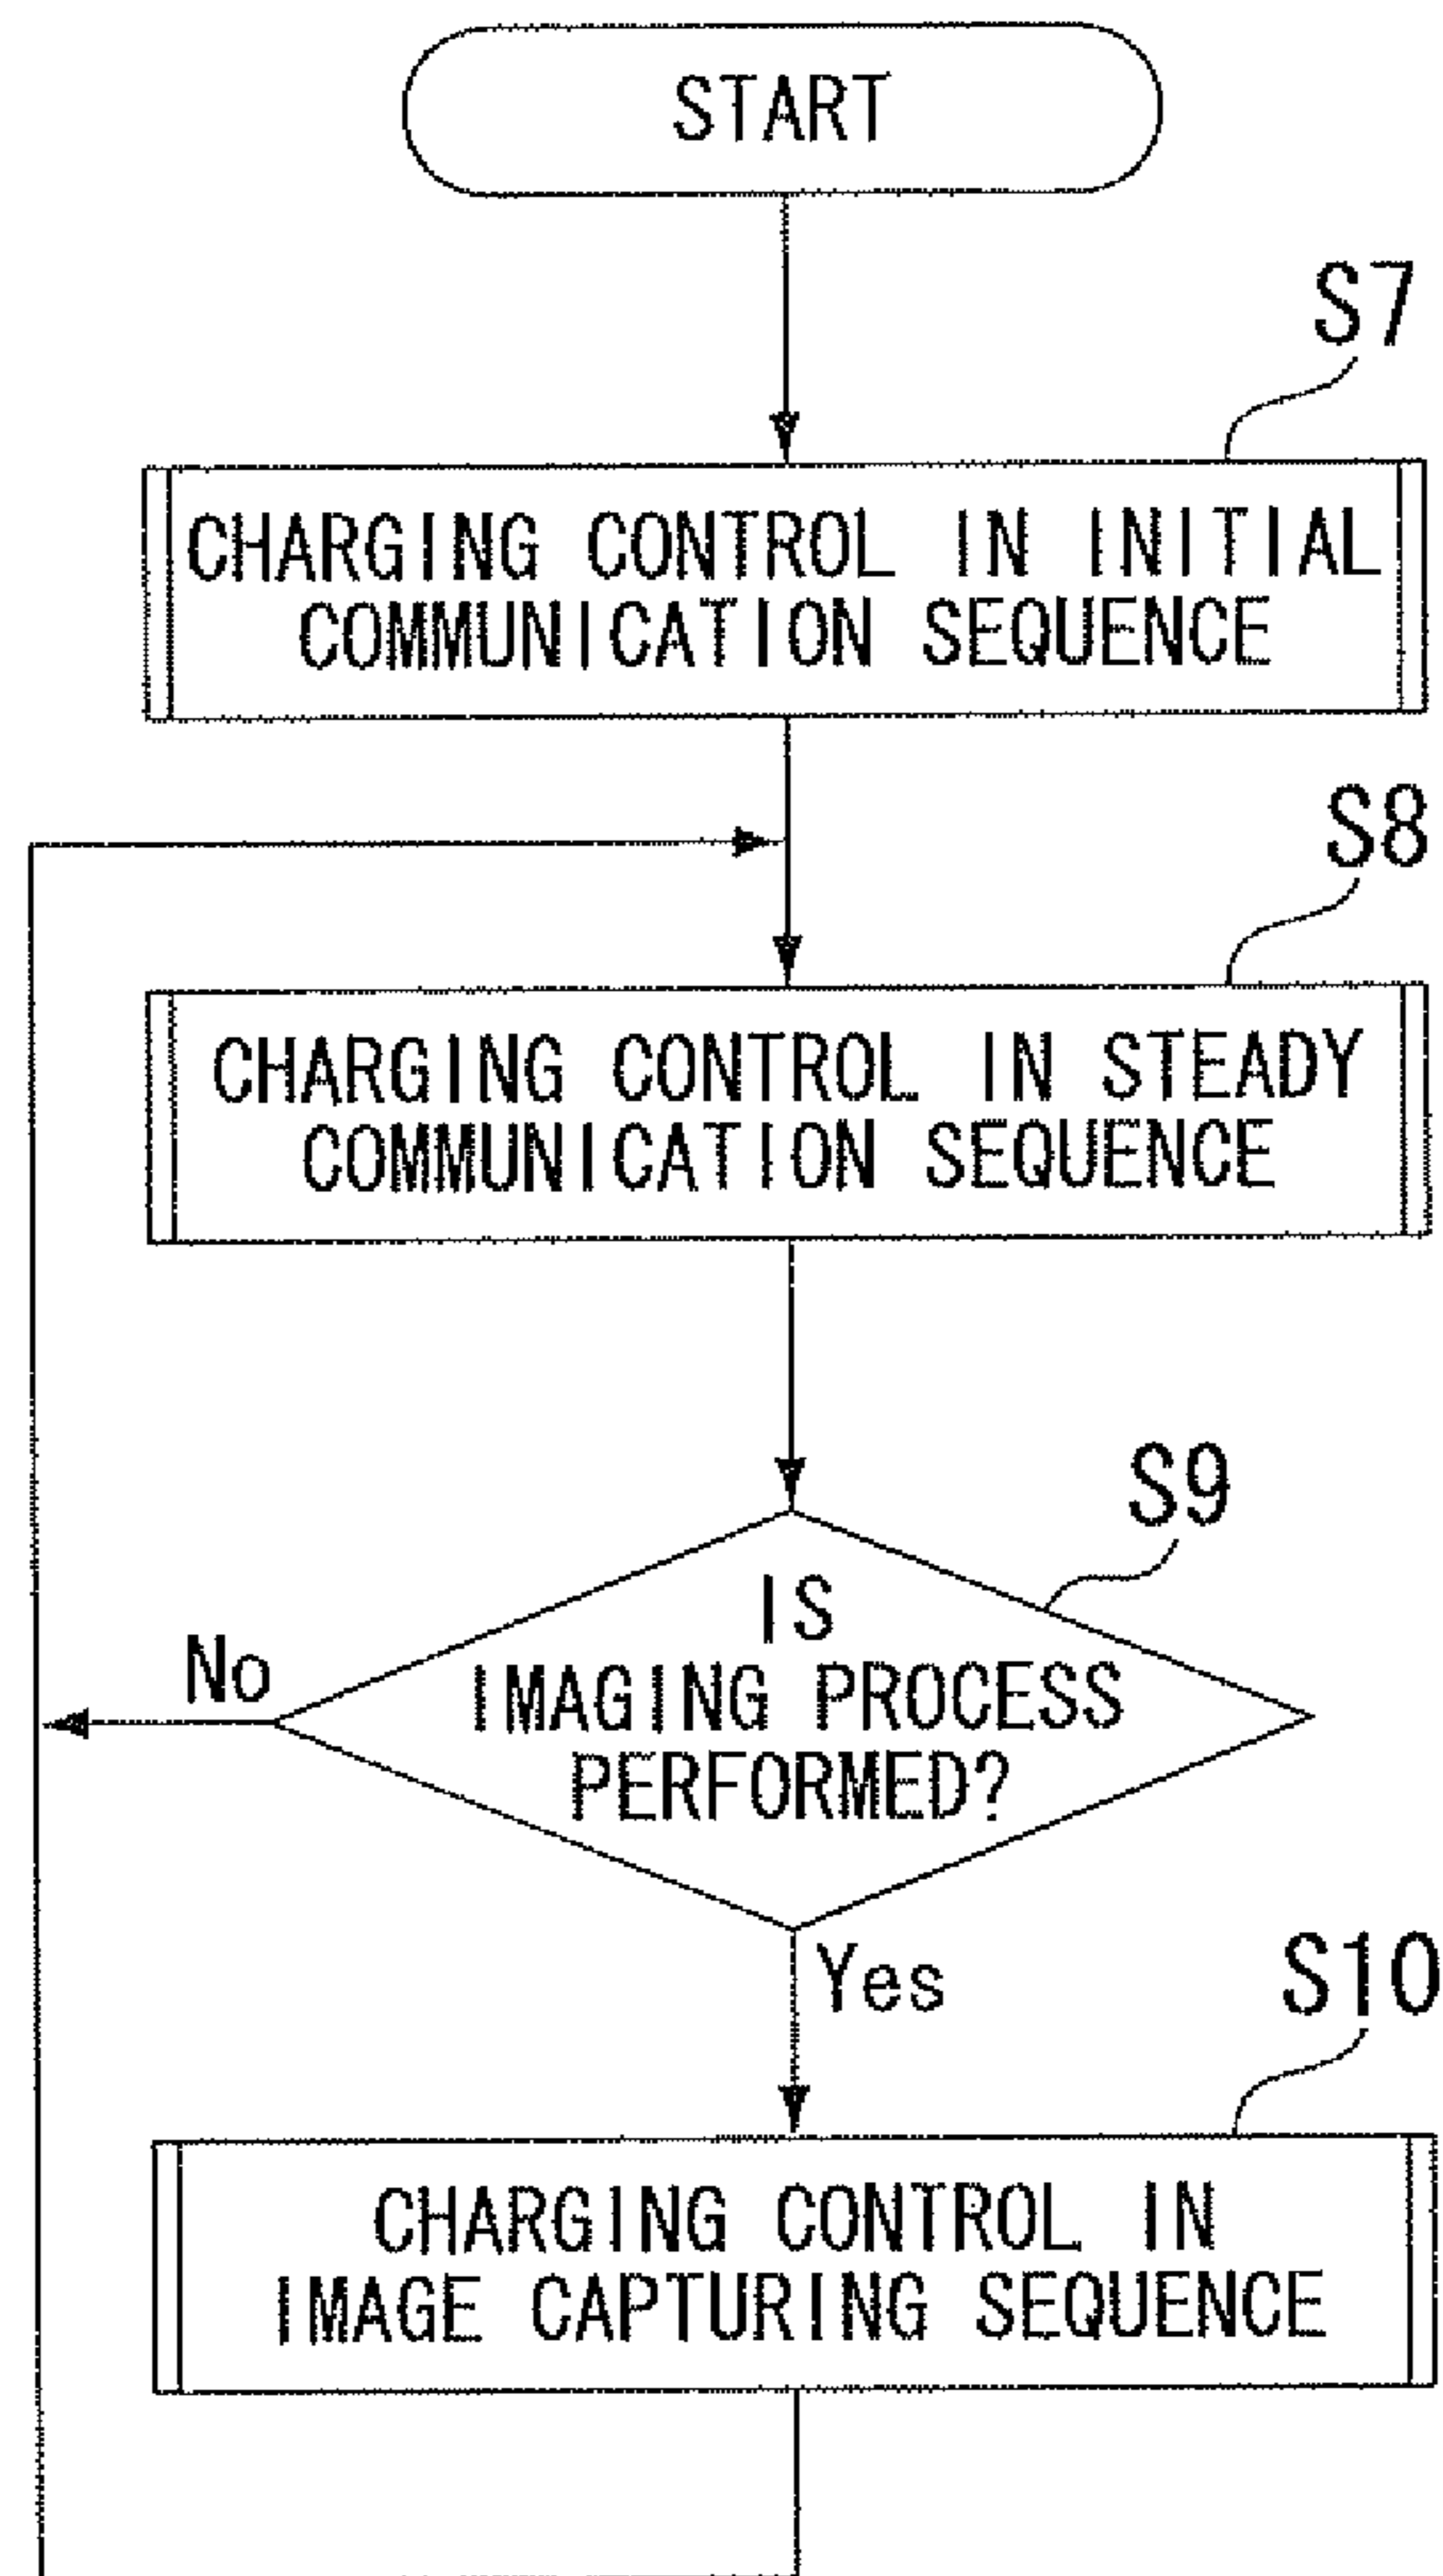 START
S7
CHARGING CONTROL IN INITIAL
COMMUNICATION SEQUENCE
S8
CHARGING CONTROL IN STEADY
COMMUNICATION SEQUENCE
S9
IS
IMAGING PROCESS
PERFORMED?
No
Yes
S10
CHARGING CONTROL IN
IMAGE CAPTURING SEQUENCE